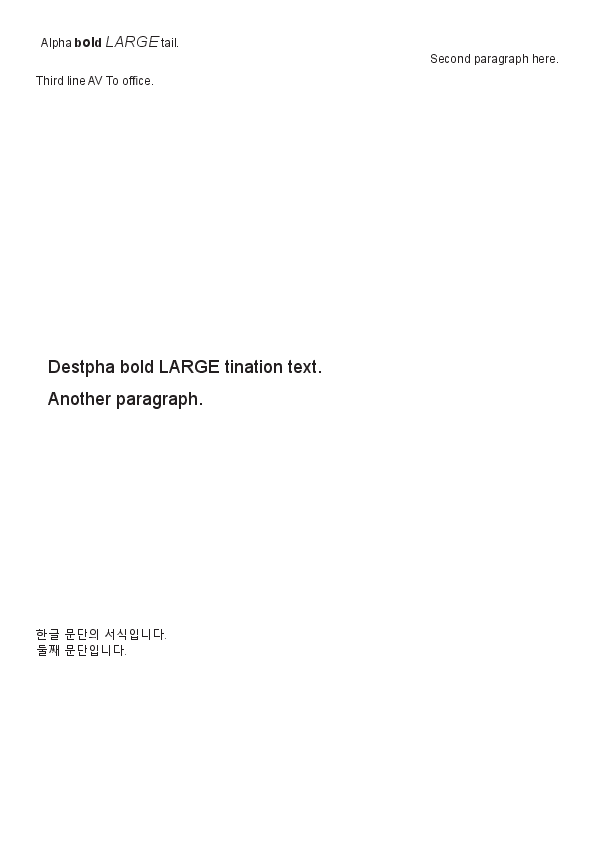 Alpha bold LARGE tail.
Second paragraph here.
Third line AV To office.
Destpha bold LARGE tination text.
Another paragraph.
한글 문단의 서식입니다.
둘째 문단입니다.